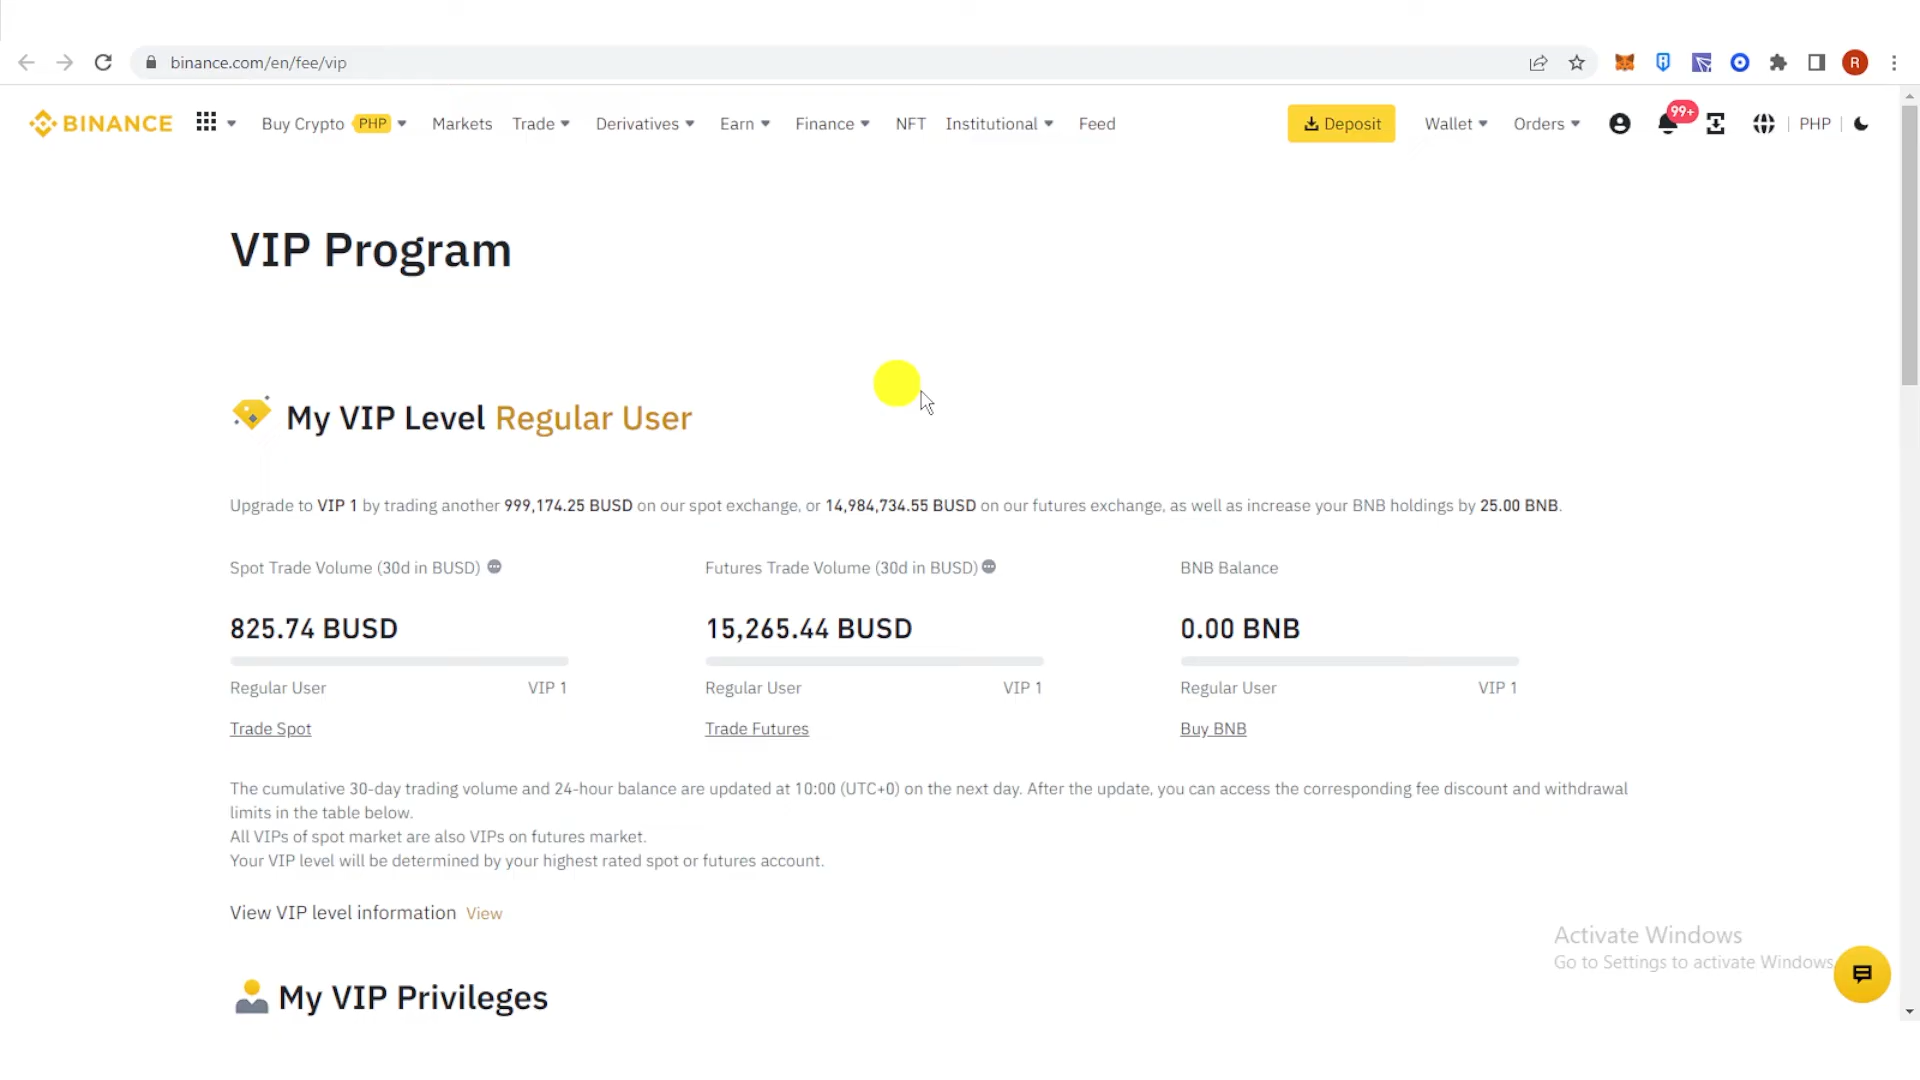 binance.com/en/fee/vip
R
BINANCE
Buy Crypto PHP
Markets
Trade
Derivatives
Earn
Finance
NFT
Institutional
Feed
Deposit
Wallet
Orders
99+
PHP
VIP Program
My VIP Level Regular User
Upgrade to VIP 1 by trading another 999,174.25 BUSD on our spot exchange, or 14,984,734.55 BUSD on our futures exchange, as well as increase your BNB holdings by 25.00 BNB.
Spot Trade Volume (30d in BUSD)
Futures Trade Volume (30d in BUSD)
BNB Balance
825.74 BUSD
15,265.44 BUSD
0.00 BNB
Regular User VIP 1
Regular User VIP 1
Regular User VIP 1
Trade Spot
Trade Futures
Buy BNB
The cumulative 30-day trading volume and 24-hour balance are updated at 10:00 (UTC+0) on the next day. After the update, you can access the corresponding fee discount and withdrawal
limits in the table below.
All VIPs of spot market are also VIPs on futures market.
Your VIP level will be determined by your highest rated spot or futures account.
View VIP level information View
Activate Windows
Go to Settings to activate Windows.
My VIP Privileges